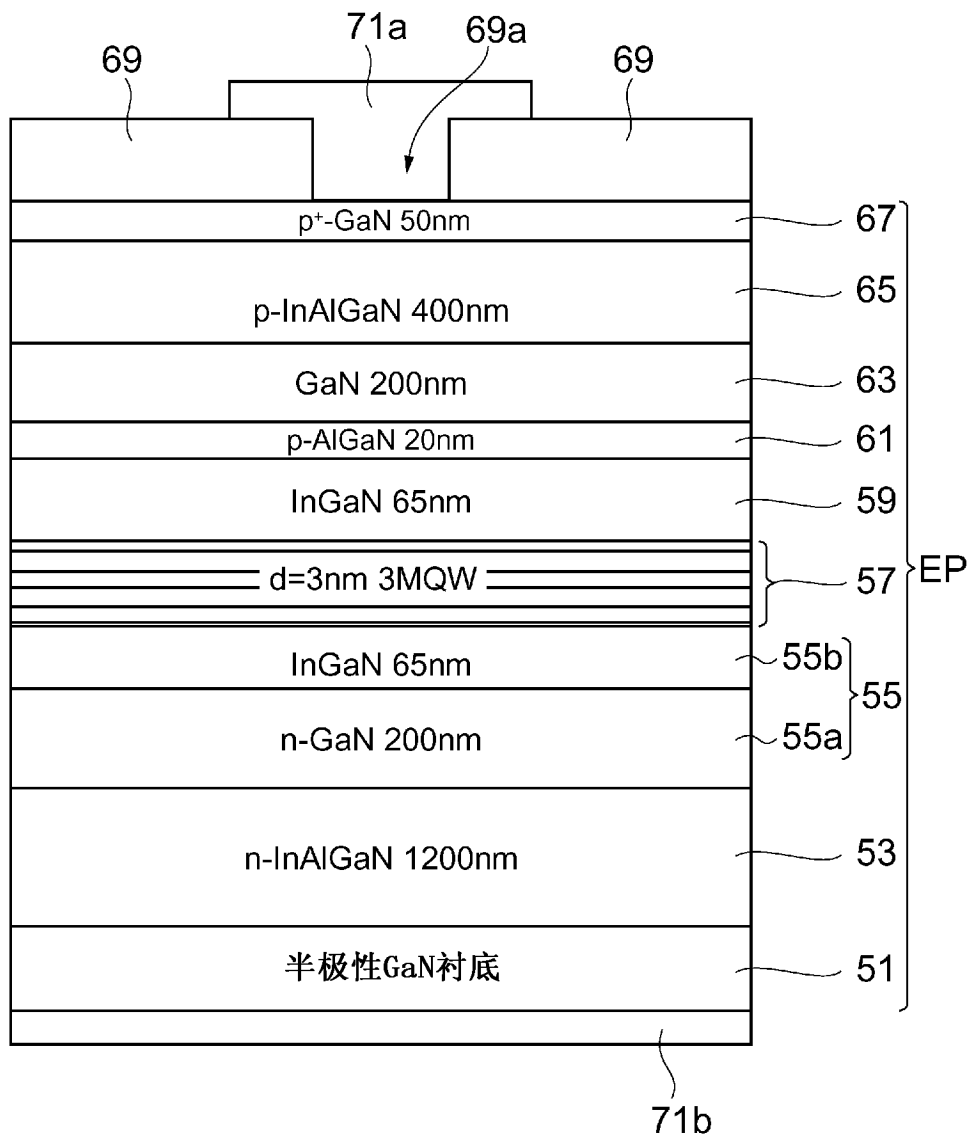 71a
69a
69
69
p⁺-GaN 50nm
67
p-InAlGaN 400nm
65
GaN 200nm
63
p-AlGaN 20nm
61
InGaN 65nm
59
d=3nm 3MQW
57
EP
InGaN 65nm
55b
55
n-GaN 200nm
55a
n-InAlGaN 1200nm
53
半极性GaN衬底
51
71b